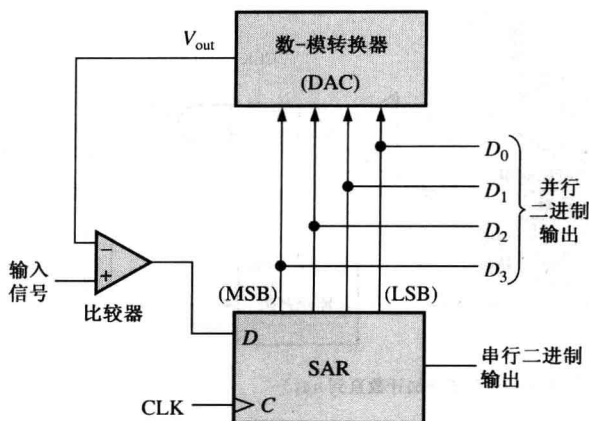 数-模转换器
(DAC)
V_out
D_0
D_1
D_2
D_3
并行
二进制
输出
输入
信号
比较器
(MSB)
(LSB)
D
SAR
CLK
C
串行二进制
输出